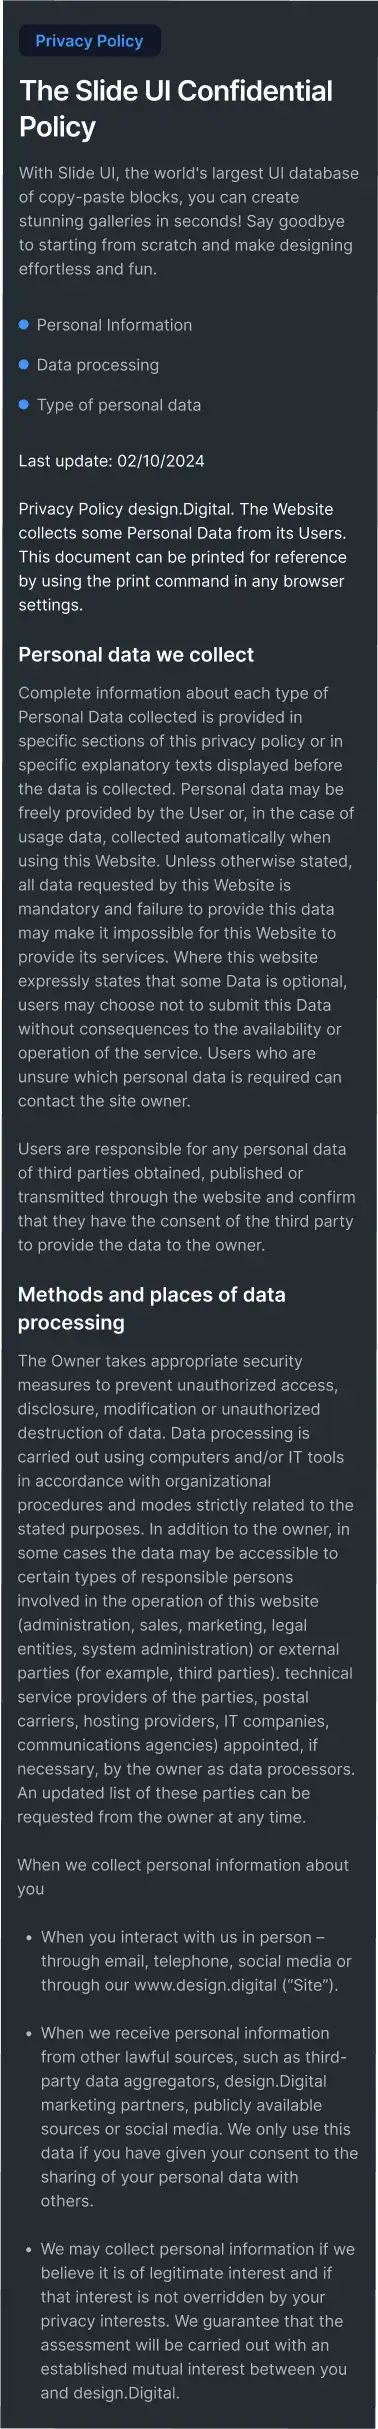 Privacy Policy
The Slide UI Confidential
Policy
With Slide UI, the world's largest UI database
of copy-paste blocks, you can create
stunning galleries in seconds! Say goodbye
to starting from scratch and make designing
effortless and fun.
Personal Information
Data processing
Type of personal data
Last update: 02/10/2024
Privacy Policy design.Digital. The Website
collects some Personal Data from its Users.
This document can be printed for reference
by using the print command in any browser
settings.
Personal data we collect
Complete information about each type of
Personal Data collected is provided in
specific sections of this privacy policy or in
specific explanatory texts displayed before
the data is collected. Personal data may be
freely provided by the User or, in the case of
usage data, collected automatically when
using this Website. Unless otherwise stated,
all data requested by this Website is
mandatory and failure to provide this data
may make it impossible for this Website to
provide its services. Where this website
expressly states that some Data is optional,
users may choose not to submit this Data
without consequences to the availability or
operation of the service. Users who are
unsure which personal data is required can
contact the site owner.
Users are responsible for any personal data
of third parties obtained, published or
transmitted through the website and confirm
that they have the consent of the third party
to provide the data to the owner.
Methods and places of data
processing
The Owner takes appropriate security
measures to prevent unauthorized access,
disclosure, modification or unauthorized
destruction of data. Data processing is
carried out using computers and/or IT tools
in accordance with organizational
procedures and modes strictly related to the
stated purposes. In addition to the owner, in
some cases the data may be accessible to
certain types of responsible persons
involved in the operation of this website
(administration, sales, marketing, legal
entities, system administration) or external
parties (for example, third parties). technical
service providers of the parties, postal
carriers, hosting providers, IT companies,
communications agencies) appointed, if
necessary, by the owner as data processors.
An updated list of these parties can be
requested from the owner at any time.
When we collect personal information about
you
• When you interact with us in person –
through email, telephone, social media or
through our www.design.digital (“Site”).
• When we receive personal information
from other lawful sources, such as third-
party data aggregators, design.Digital
marketing partners, publicly available
sources or social media. We only use this
data if you have given your consent to the
sharing of your personal data with
others.
• We may collect personal information if we
believe it is of legitimate interest and if
that interest is not overridden by your
privacy interests. We guarantee that the
assessment will be carried out with an
established mutual interest between you
and design.Digital.